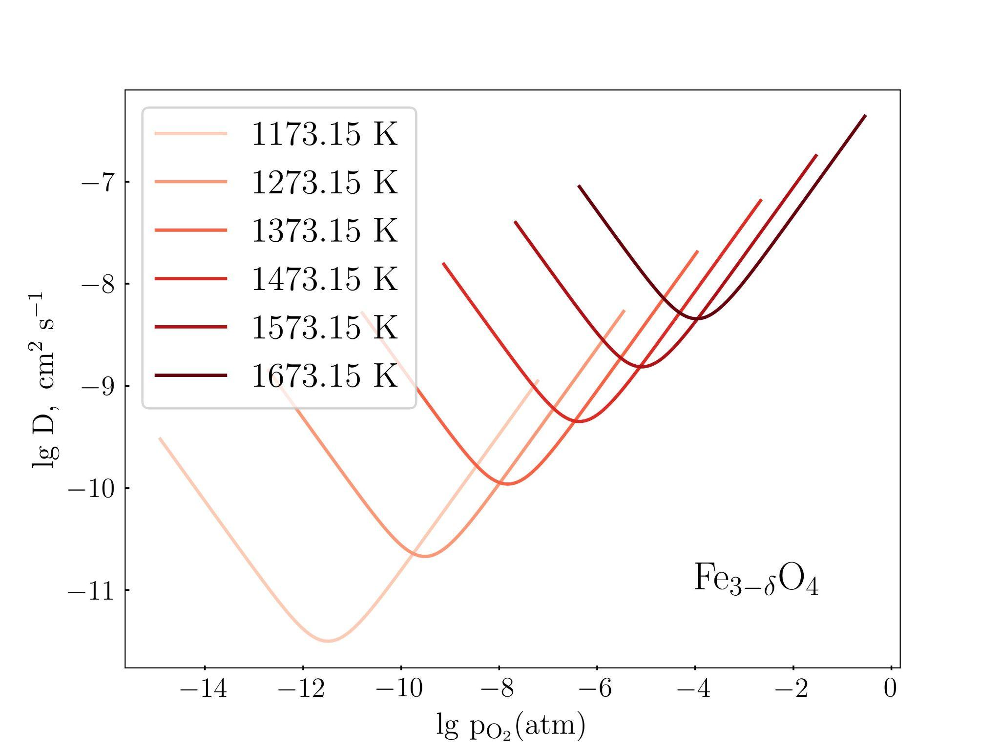 1173.15 K
1273.15 K
1373.15 K
1473.15 K
1573.15 K
1673.15 K
−7
−8
−9
−10
−11
lg D, cm² s⁻¹
Fe₃₋δO₄
−14 −12 −10 −8 −6 −4 −2 0
lg p_O₂(atm)